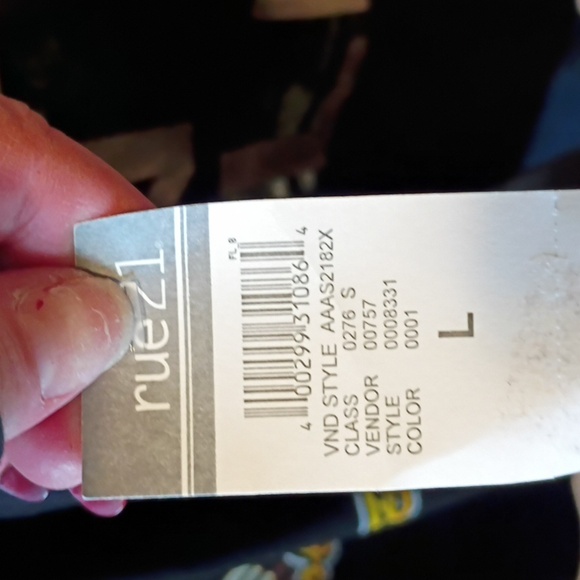 rue21
FL 8
4 00299 31086 4
VND STYLE AAAS2182X
CLASS 0276 S
VENDOR 00757
STYLE 0008331
COLOR 0001
L